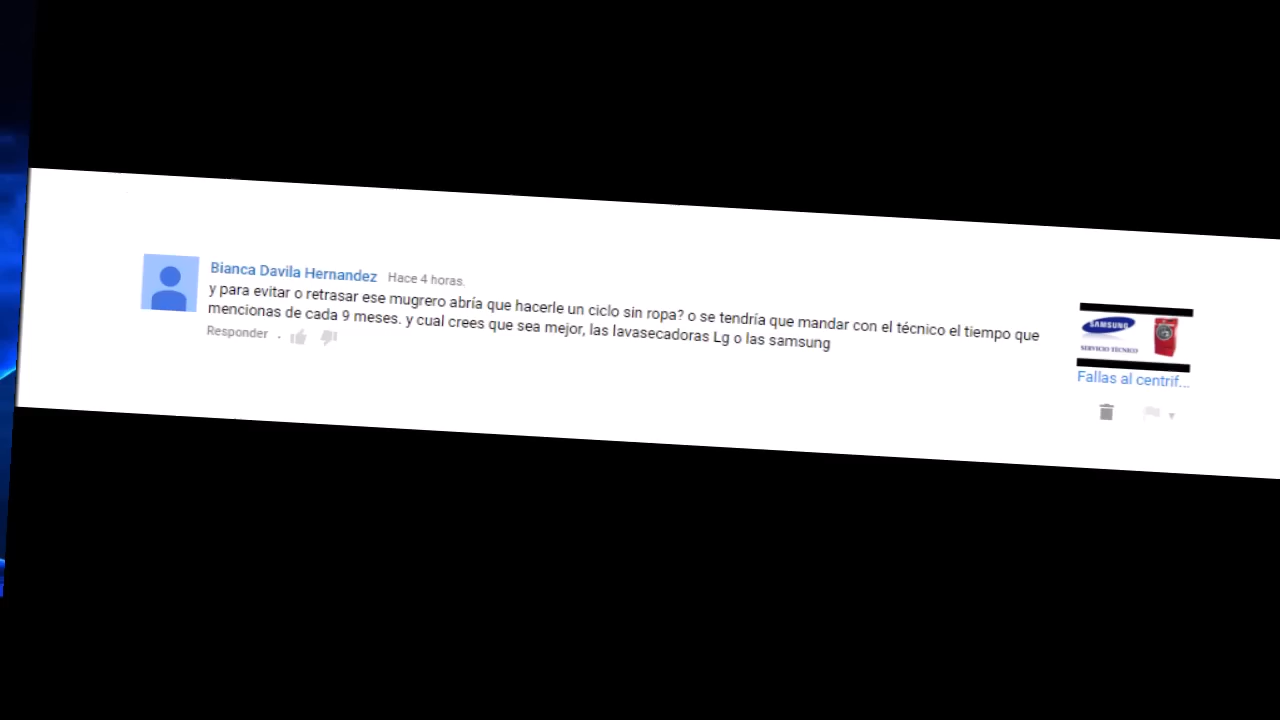 Bianca Davila Hernandez Hace 4 horas.
y para evitar o retrasar ese mugrero abría que hacerle un ciclo sin ropa? o se tendría que mandar con el técnico el tiempo que
mencionas de cada 9 meses. y cual crees que sea mejor, las lavasecadoras Lg o las samsung
Responder .
SAMSUNG
SERVICIO TECNICO
Fallas al centrif...